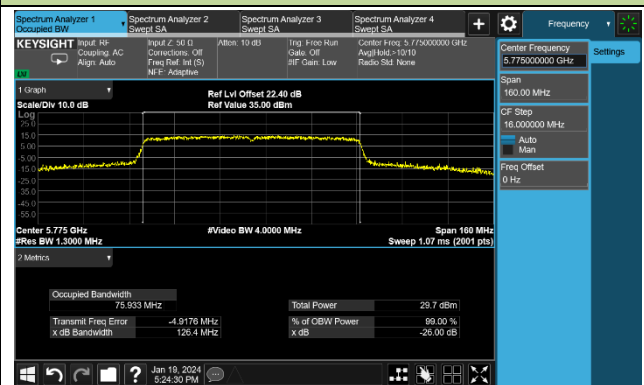 Spectrum Analyzer 1
Occupied BW
Spectrum Analyzer 2
Swept SA
Spectrum Analyzer 3
Swept SA
Spectrum Analyzer 4
Swept SA
+
Frequency
KEYSIGHT
Input: RF
Coupling: AC
Align: Auto
Input Z: 50 Ω
Corrections: Off
Freq Ref: Int (S)
NFE: Adaptive
Atten: 10 dB
Trig: Free Run
Gate: Off
#IF Gain: Low
Center Freq: 5.775000000 GHz
Avg|Hold:>10/10
Radio Std: None
LVI
Center Frequency
5.775000000 GHz
Settings
Span
160.00 MHz
CF Step
16.000000 MHz
Auto
Man
Freq Offset
0 Hz
1 Graph
Scale/Div 10.0 dB
Ref Lvl Offset 22.40 dB
Ref Value 35.00 dBm
Log
25.0
15.0
5.00
-5.00
-15.0
-25.0
-35.0
-45.0
-55.0
Center 5.775 GHz
#Res BW 1.3000 MHz
#Video BW 4.0000 MHz
Span 160 MHz
Sweep 1.07 ms (2001 pts)
2 Metrics
Occupied Bandwidth
75.933 MHz
Total Power
29.7 dBm
Transmit Freq Error
-4.9176 MHz
% of OBW Power
99.00 %
x dB Bandwidth
126.4 MHz
x dB
-26.00 dB
?
Jan 19, 2024
5:24:30 PM